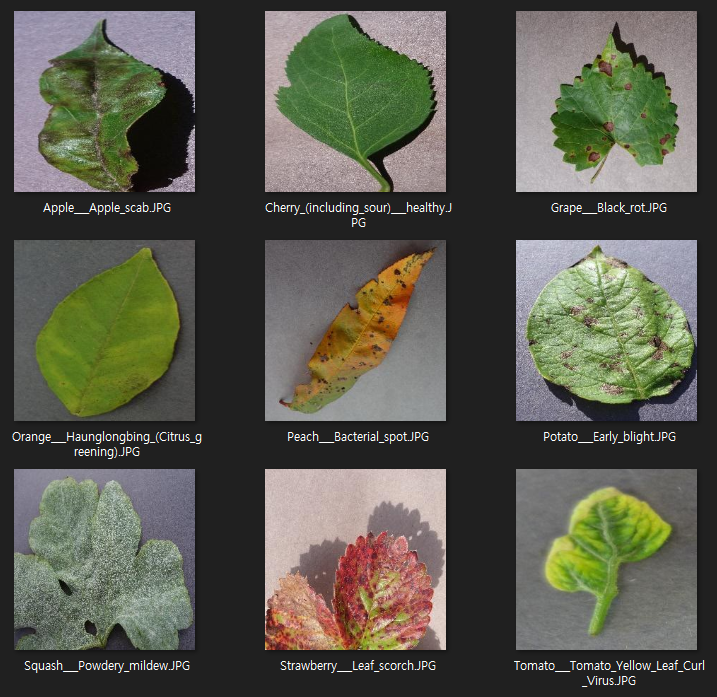 Apple___Apple_scab.JPG
Cherry_(including_sour)___healthy.J
PG
Grape___Black_rot.JPG
Orange___Haunglongbing_(Citrus_g
reening).JPG
Peach___Bacterial_spot.JPG
Potato___Early_blight.JPG
Squash___Powdery_mildew.JPG
Strawberry___Leaf_scorch.JPG
Tomato___Tomato_Yellow_Leaf_Curl
_Virus.JPG